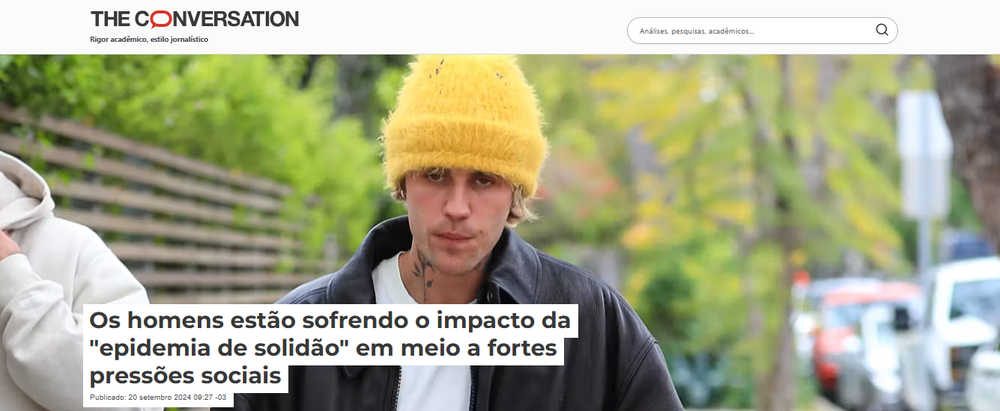 THE CONVERSATION
Rigor acadêmico, estilo jornalístico
Análises, pesquisas, acadêmicos...
Os homens estão sofrendo o impacto da
"epidemia de solidão" em meio a fortes
pressões sociais
Publicado: 20 setembro 2024 09:27 -03